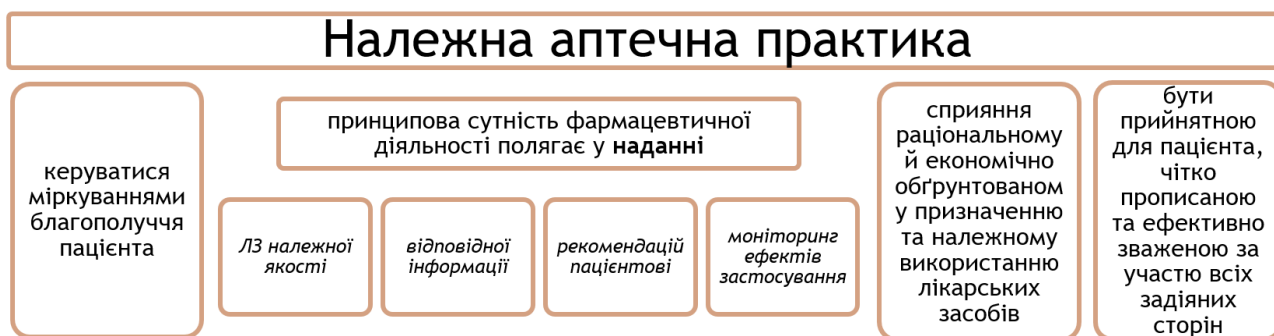 Належна аптечна практика
керуватися
міркуваннями
благополуччя
пацієнта
принципова сутність фармацевтичної
діяльності полягає у наданні
ЛЗ належної
якості
відповідної
інформації
рекомендацій
пацієнтові
моніторинг
ефектів
застосування
сприяння
раціональному
й економічно
обґрунтованом
у призначенню
та належному
використанню
лікарських
засобів
бути
прийнятною
для пацієнта,
чітко
прописаною
та ефективно
зваженою за
участю всіх
задіяних
сторін